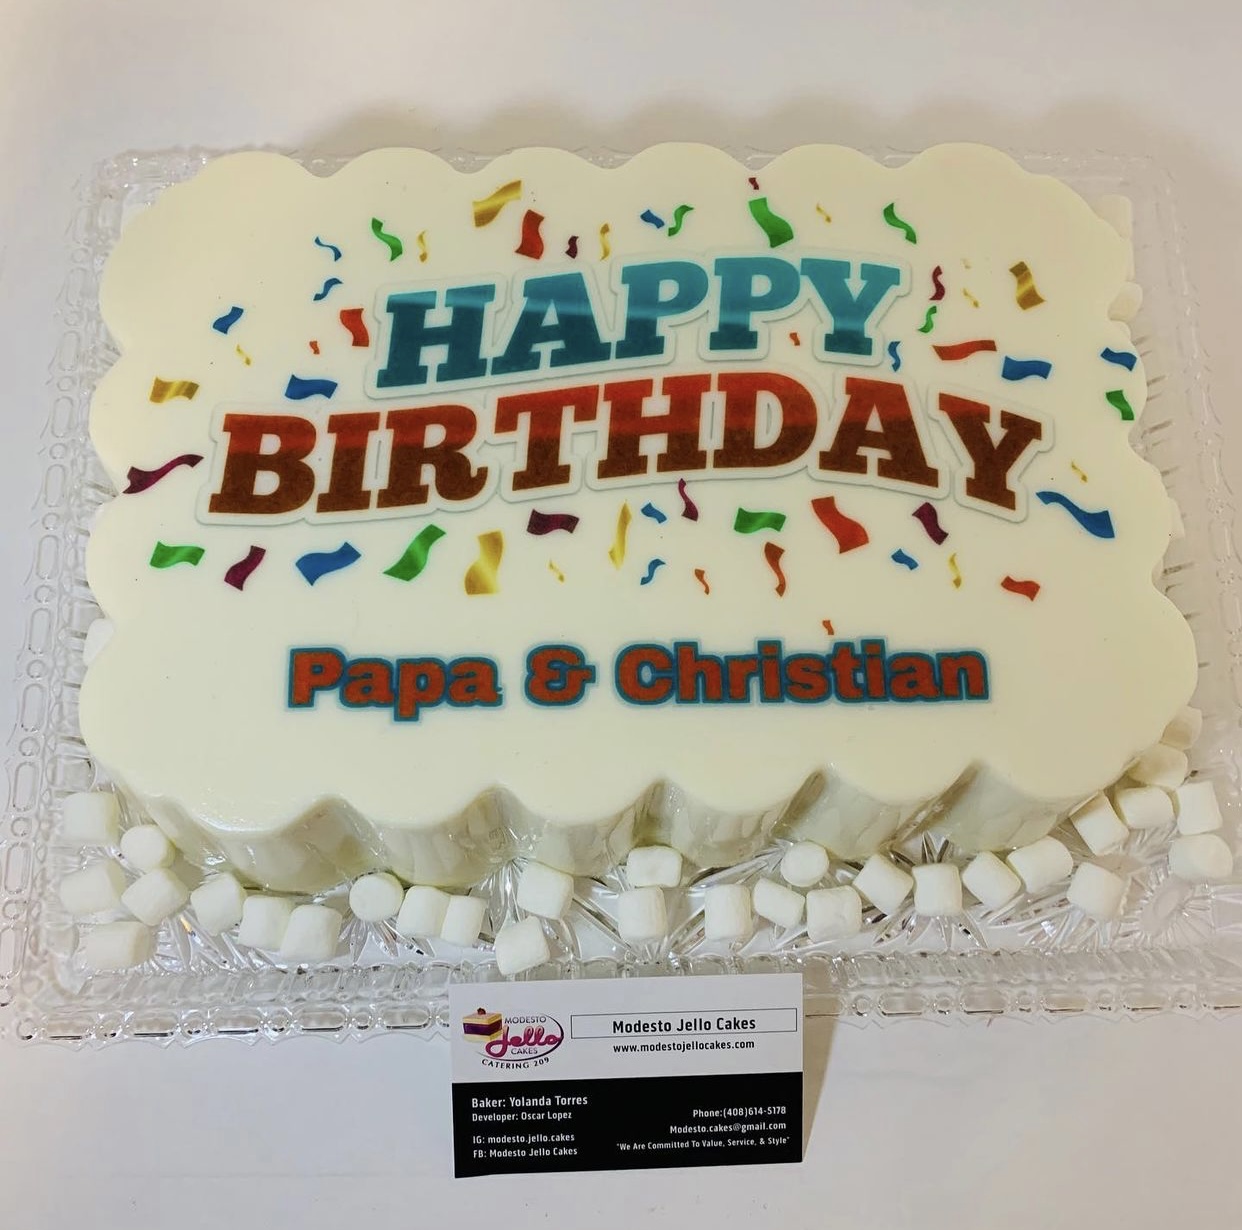 HAPPY
BIRTHDAY
Papa & Christian
MODESTO
Jello
CAKES
CATERING 209
Modesto Jello Cakes
www.modestojellocakes.com
Baker: Yolanda Torres
Developer: Oscar Lopez
IG: modesto.jello.cakes
FB: Modesto Jello Cakes
Phone:(408)614-5178
Modesto.cakes@gmail.com
"We Are Committed To Value, Service, & Style"